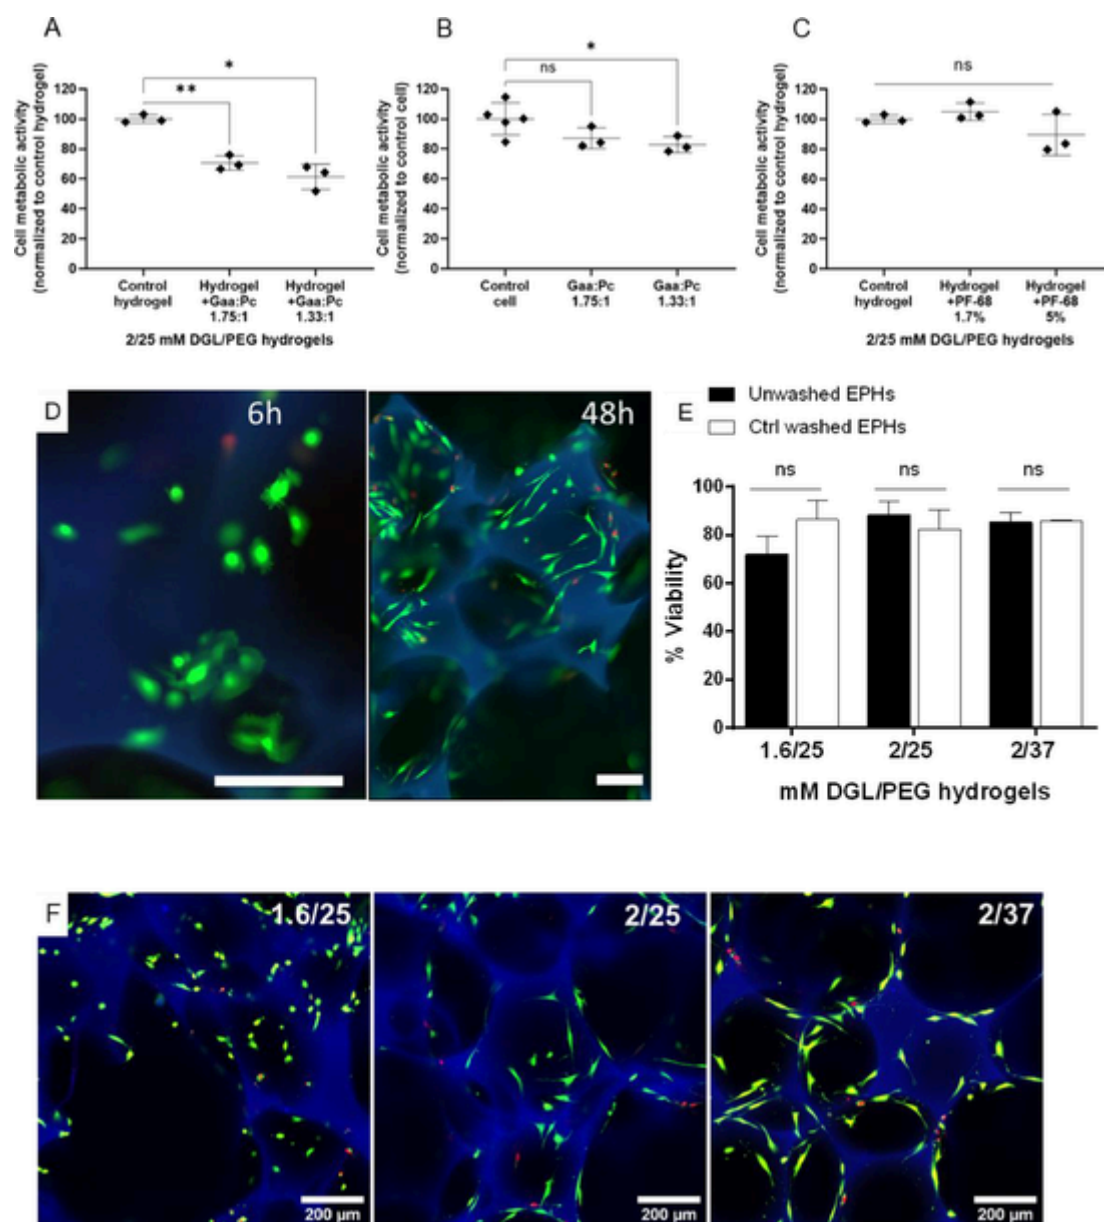 A
Cell metabolic activity
(normalized to control hydrogel)
120
100
80
60
40
20
0
*
**
Control
hydrogel
Hydrogel
+Gaa:Pc
1.75:1
Hydrogel
+Gaa:Pc
1.33:1
2/25 mM DGL/PEG hydrogels
B
Cell metabolic activity
(normalized to control cell)
120
100
80
60
40
20
0
*
ns
Control
cell
Gaa:Pc
1.75:1
Gaa:Pc
1.33:1
C
Cell metabolic activity
(normalized to control hydrogel)
120
100
80
60
40
20
0
ns
Control
hydrogel
Hydrogel
+PF-68
1.7%
Hydrogel
+PF-68
5%
2/25 mM DGL/PEG hydrogels
D
6h
48h
E
Unwashed EPHs
Ctrl washed EPHs
% Viability
100
80
60
40
20
0
ns
ns
ns
1.6/25
2/25
2/37
mM DGL/PEG hydrogels
F
1.6/25
200 µm
2/25
200 µm
2/37
200 µm